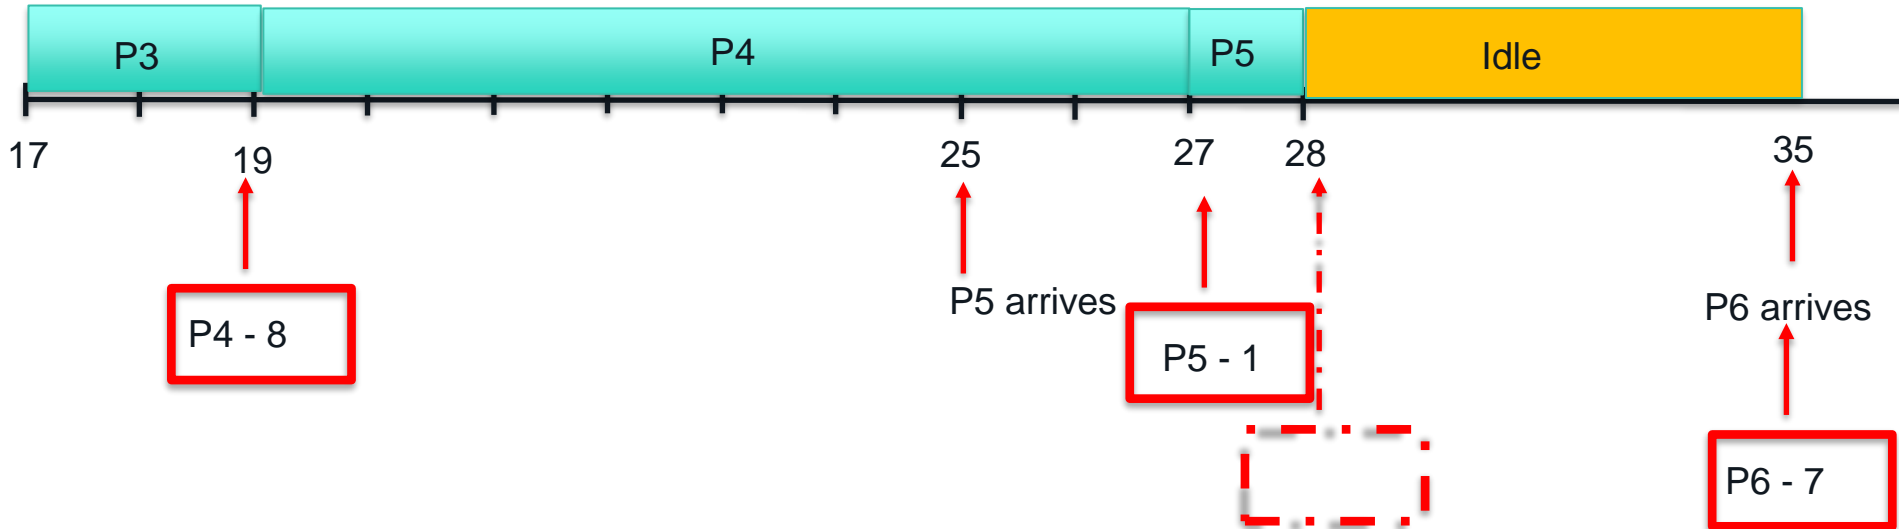 P3
P4
P5
Idle
17
19
25
27
28
35
P5 arrives
P6 arrives
P4 - 8
P5 - 1
P6 - 7